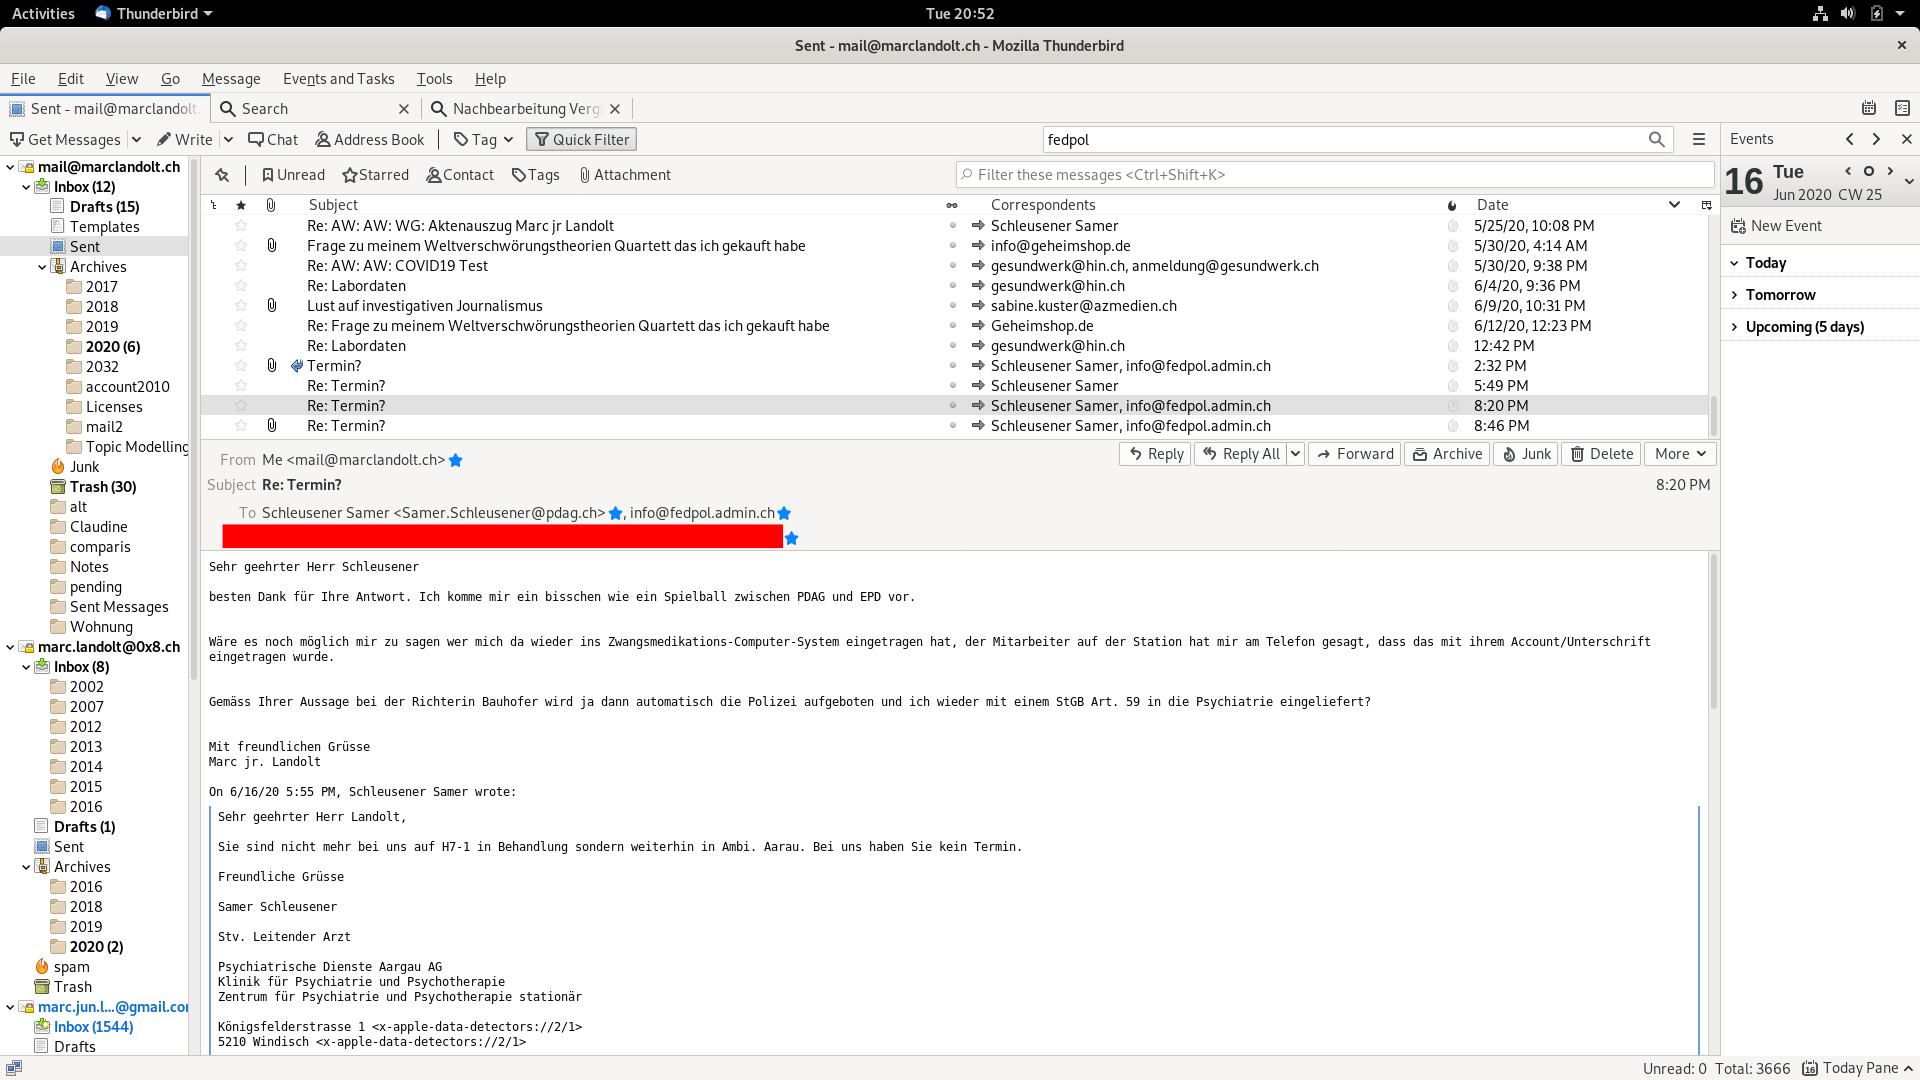 Activities Thunderbird Tue 20:52
Sent - mail@marclandolt.ch - Mozilla Thunderbird
File Edit View Go Message Events and Tasks Tools Help
Sent - mail@marclandolt. Search Nachbearbeitung Verg
Get Messages Write Chat Address Book Tag Quick Filter fedpol
Unread Starred Contact Tags Attachment Filter these messages <Ctrl+Shift+K>
Subject Correspondents Date
Re: AW: AW: WG: Aktenauszug Marc jr Landolt Schleusener Samer 5/25/20, 10:08 PM
Frage zu meinem Weltverschwörungstheorien Quartett das ich gekauft habe info@geheimshop.de 5/30/20, 4:14 AM
Re: AW: AW: COVID19 Test gesundwerk@hin.ch, anmeldung@gesundwerk.ch 5/30/20, 9:38 PM
Re: Labordaten gesundwerk@hin.ch 6/4/20, 9:36 PM
Lust auf investigativen Journalismus sabine.kuster@azmedien.ch 6/9/20, 10:31 PM
Re: Frage zu meinem Weltverschwörungstheorien Quartett das ich gekauft habe Geheimshop.de 6/12/20, 12:23 PM
Re: Labordaten gesundwerk@hin.ch 12:42 PM
Termin? Schleusener Samer, info@fedpol.admin.ch 2:32 PM
Re: Termin? Schleusener Samer 5:49 PM
Re: Termin? Schleusener Samer, info@fedpol.admin.ch 8:20 PM
Re: Termin? Schleusener Samer, info@fedpol.admin.ch 8:46 PM
From Me <mail@marclandolt.ch> Reply Reply All Forward Archive Junk Delete More
Subject Re: Termin? 8:20 PM
To Schleusener Samer <Samer.Schleusener@pdag.ch> , info@fedpol.admin.ch
Sehr geehrter Herr Schleusener
besten Dank für Ihre Antwort. Ich komme mir ein bisschen wie ein Spielball zwischen PDAG und EPD vor.
Wäre es noch möglich mir zu sagen wer mich da wieder ins Zwangsmedikations-Computer-System eingetragen hat, der Mitarbeiter auf der Station hat mir am Telefon gesagt, dass das mit ihrem Account/Unterschrift
eingetragen wurde.
Gemäss Ihrer Aussage bei der Richterin Bauhofer wird ja dann automatisch die Polizei aufgeboten und ich wieder mit einem StGB Art. 59 in die Psychiatrie eingeliefert?
Mit freundlichen Grüsse
Marc jr. Landolt
On 6/16/20 5:55 PM, Schleusener Samer wrote:
Sehr geehrter Herr Landolt,
Sie sind nicht mehr bei uns auf H7-1 in Behandlung sondern weiterhin in Ambi. Aarau. Bei uns haben Sie kein Termin.
Freundliche Grüsse
Samer Schleusener
Stv. Leitender Arzt
Psychiatrische Dienste Aargau AG
Klinik für Psychiatrie und Psychotherapie
Zentrum für Psychiatrie und Psychotherapie stationär
Königsfelderstrasse 1 <x-apple-data-detectors://2/1>
5210 Windisch <x-apple-data-detectors://2/1>
mail@marclandolt.ch
Inbox (12)
Drafts (15)
Templates
Sent
Archives
2017
2018
2019
2020 (6)
2032
account2010
Licenses
mail2
Topic Modelling
Junk
Trash (30)
alt
Claudine
comparis
Notes
pending
Sent Messages
Wohnung
marc.landolt@0x8.ch
Inbox (8)
2002
2007
2012
2013
2014
2015
2016
Drafts (1)
Sent
Archives
2016
2018
2019
2020 (2)
spam
Trash
marc.jun.l...@gmail.co
Inbox (1544)
Drafts
Events
16 Tue
Jun 2020 CW 25
New Event
Today
Tomorrow
Upcoming (5 days)
Unread: 0 Total: 3666 16 Today Pane